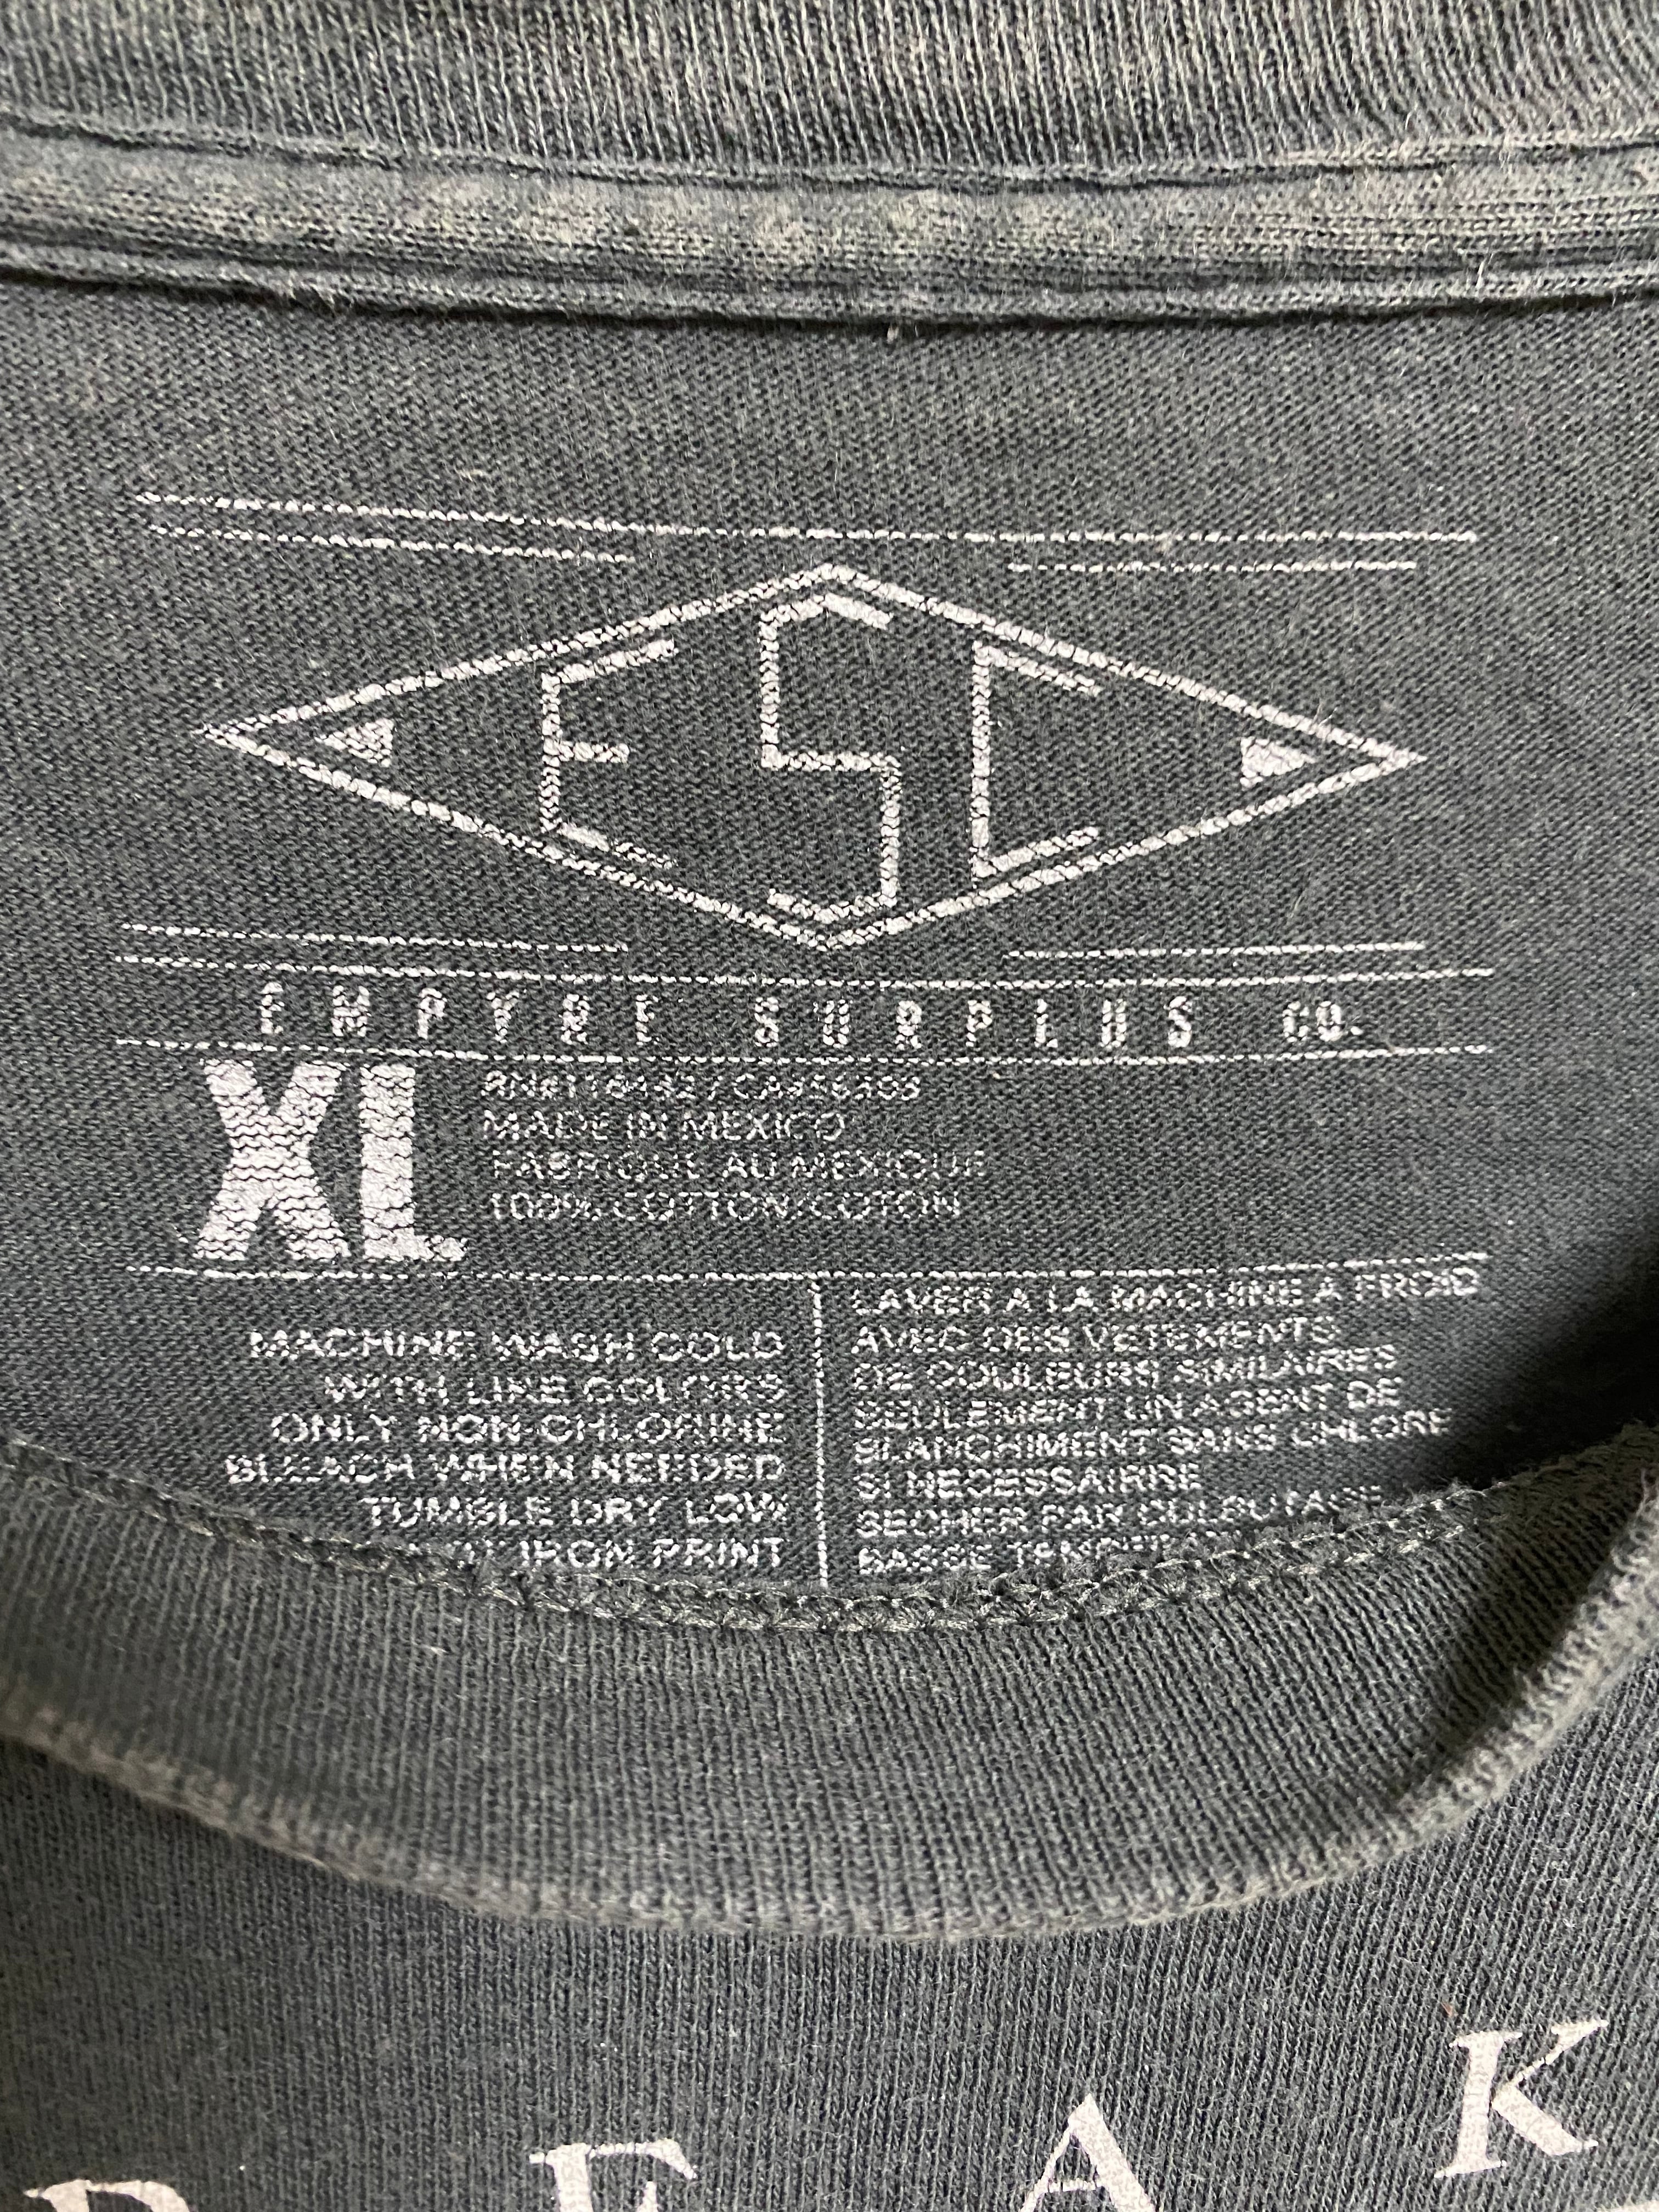 ESC
EMPYRE SURPLUS CO.
XL
MADE IN MEXICO
FABRIQUE AU MEXIQUE
100% COTTON/COTON
MACHINE WASH COLD
WITH LIKE COLORS
ONLY NON-CHLORINE
BLEACH WHEN NEEDED
TUMBLE DRY LOW
IRON PRINT
LAVER A LA MACHINE A FROID
AVEC DES VETEMENTS
DE COULEURS SIMILAIRES
SEULEMENT UN AGENT DE
BLANCHIMENT SANS CHLORE
SI NECESSAIRRE
SECHER PAR CULBUTAGE
BASSE
E A K